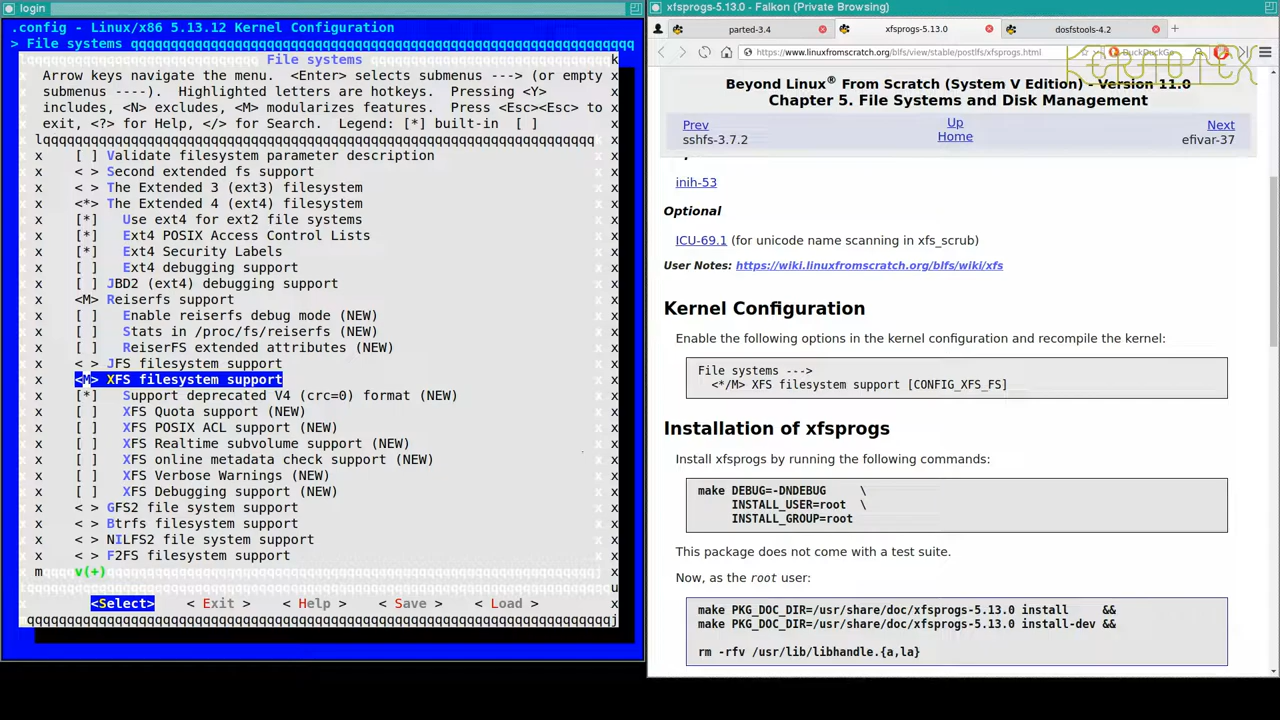 login
.config - Linux/x86 5.13.12 Kernel Configuration
> File systems qqqqqqqqqqqqqqqqqqqqqqqqqqqqqqqqqqqqqqqqqqqqqqqqqqqqqqqqqqqqqqq
File systems
Arrow keys navigate the menu. <Enter> selects submenus ---> (or empty
submenus ----). Highlighted letters are hotkeys. Pressing <Y>
includes, <N> excludes, <M> modularizes features. Press <Esc><Esc> to
exit, <?> for Help, </> for Search. Legend: [*] built-in [ ]
x [ ] Validate filesystem parameter description x
x < > Second extended fs support x
x < > The Extended 3 (ext3) filesystem x
x <*> The Extended 4 (ext4) filesystem x
x [*] Use ext4 for ext2 file systems x
x [*] Ext4 POSIX Access Control Lists x
x [*] Ext4 Security Labels x
x [ ] Ext4 debugging support x
x [ ] JBD2 (ext4) debugging support x
x <M> Reiserfs support x
x [ ] Enable reiserfs debug mode (NEW) x
x [ ] Stats in /proc/fs/reiserfs (NEW) x
x [ ] ReiserFS extended attributes (NEW) x
x < > JFS filesystem support x
x <M> XFS filesystem support x
x [*] Support deprecated V4 (crc=0) format (NEW) x
x [ ] XFS Quota support (NEW) x
x [ ] XFS POSIX ACL support (NEW) x
x [ ] XFS Realtime subvolume support (NEW) x
x [ ] XFS online metadata check support (NEW) x
x [ ] XFS Verbose Warnings (NEW) x
x [ ] XFS Debugging support (NEW) x
x < > GFS2 file system support x
x < > Btrfs filesystem support x
x < > NILFS2 file system support x
x < > F2FS filesystem support x
m v(+)
<Select> < Exit > < Help > < Save > < Load >
xfsprogs-5.13.0 - Falkon (Private Browsing)
parted-3.4 xfsprogs-5.13.0 dosfstools-4.2
https://www.linuxfromscratch.org/blfs/view/stable/postlfs/xfsprogs.html DuckDuckGo
KERNOTEX
Beyond Linux® From Scratch (System V Edition) - Version 11.0
Chapter 5. File Systems and Disk Management
Prev Up Next
sshfs-3.7.2 Home efivar-37
inih-53
Optional
ICU-69.1 (for unicode name scanning in xfs_scrub)
User Notes: https://wiki.linuxfromscratch.org/blfs/wiki/xfs
Kernel Configuration
Enable the following options in the kernel configuration and recompile the kernel:
File systems --->
<*/M> XFS filesystem support [CONFIG_XFS_FS]
Installation of xfsprogs
Install xfsprogs by running the following commands:
make DEBUG=-DNDEBUG \
INSTALL_USER=root \
INSTALL_GROUP=root
This package does not come with a test suite.
Now, as the root user:
make PKG_DOC_DIR=/usr/share/doc/xfsprogs-5.13.0 install &&
make PKG_DOC_DIR=/usr/share/doc/xfsprogs-5.13.0 install-dev &&
rm -rfv /usr/lib/libhandle.{a,la}